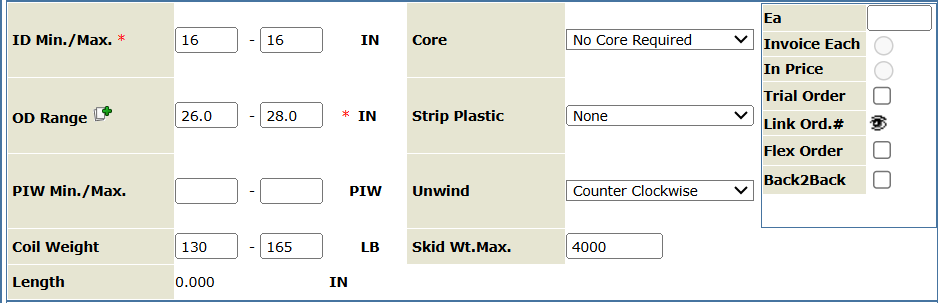 ID Min./Max. * 16 - 16 IN Core No Core Required
Ea
Invoice Each
In Price
Trial Order
Link Ord.#
Flex Order
Back2Back
OD Range 26.0 - 28.0 * IN Strip Plastic None
PIW Min./Max. - PIW Unwind Counter Clockwise
Coil Weight 130 - 165 LB Skid Wt.Max. 4000
Length 0.000 IN